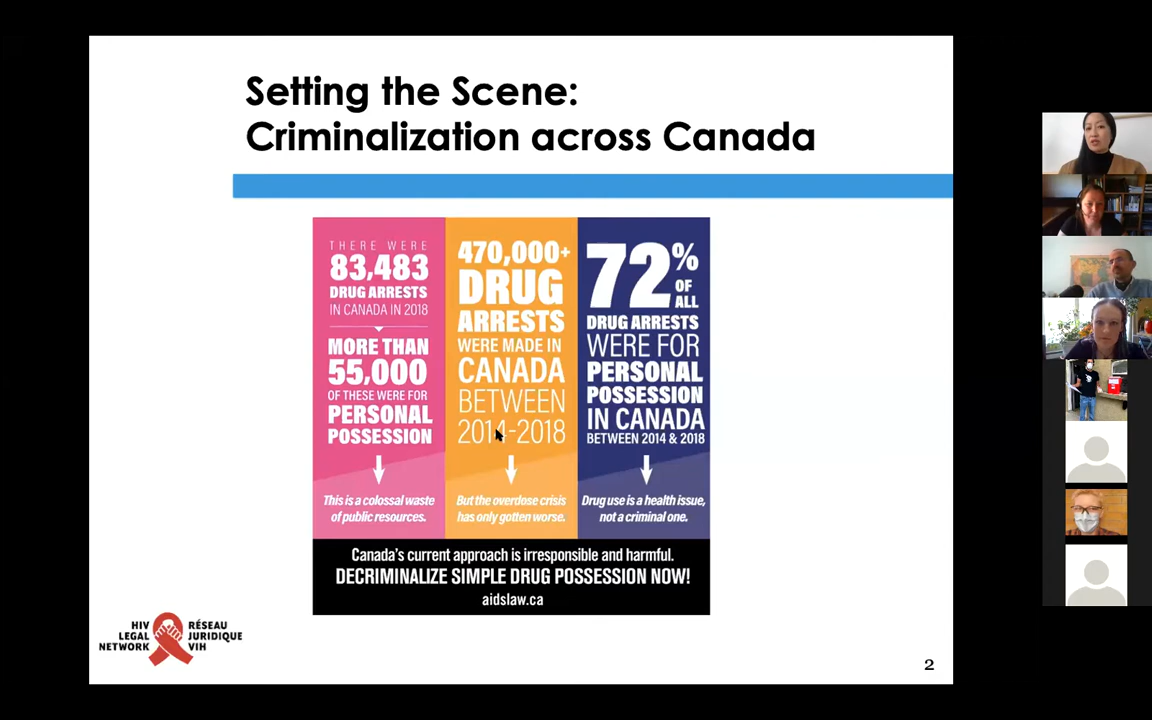 Setting the Scene:
Criminalization across Canada
THERE WERE
83,483
DRUG ARRESTS
IN CANADA IN 2018
MORE THAN
55,000
OF THESE WERE FOR
PERSONAL
POSSESSION
This is a colossal waste
of public resources.
470,000+
DRUG
ARRESTS
WERE MADE IN
CANADA
BETWEEN
2014-2018
But the overdose crisis
has only gotten worse.
72%
OF
ALL
DRUG ARRESTS
WERE FOR
PERSONAL
POSSESSION
IN CANADA
BETWEEN 2014 & 2018
Drug use is a health issue,
not a criminal one.
Canada's current approach is irresponsible and harmful.
DECRIMINALIZE SIMPLE DRUG POSSESSION NOW!
aidslaw.ca
HIV
LEGAL
NETWORK
RÉSEAU
JURIDIQUE
VIH
2